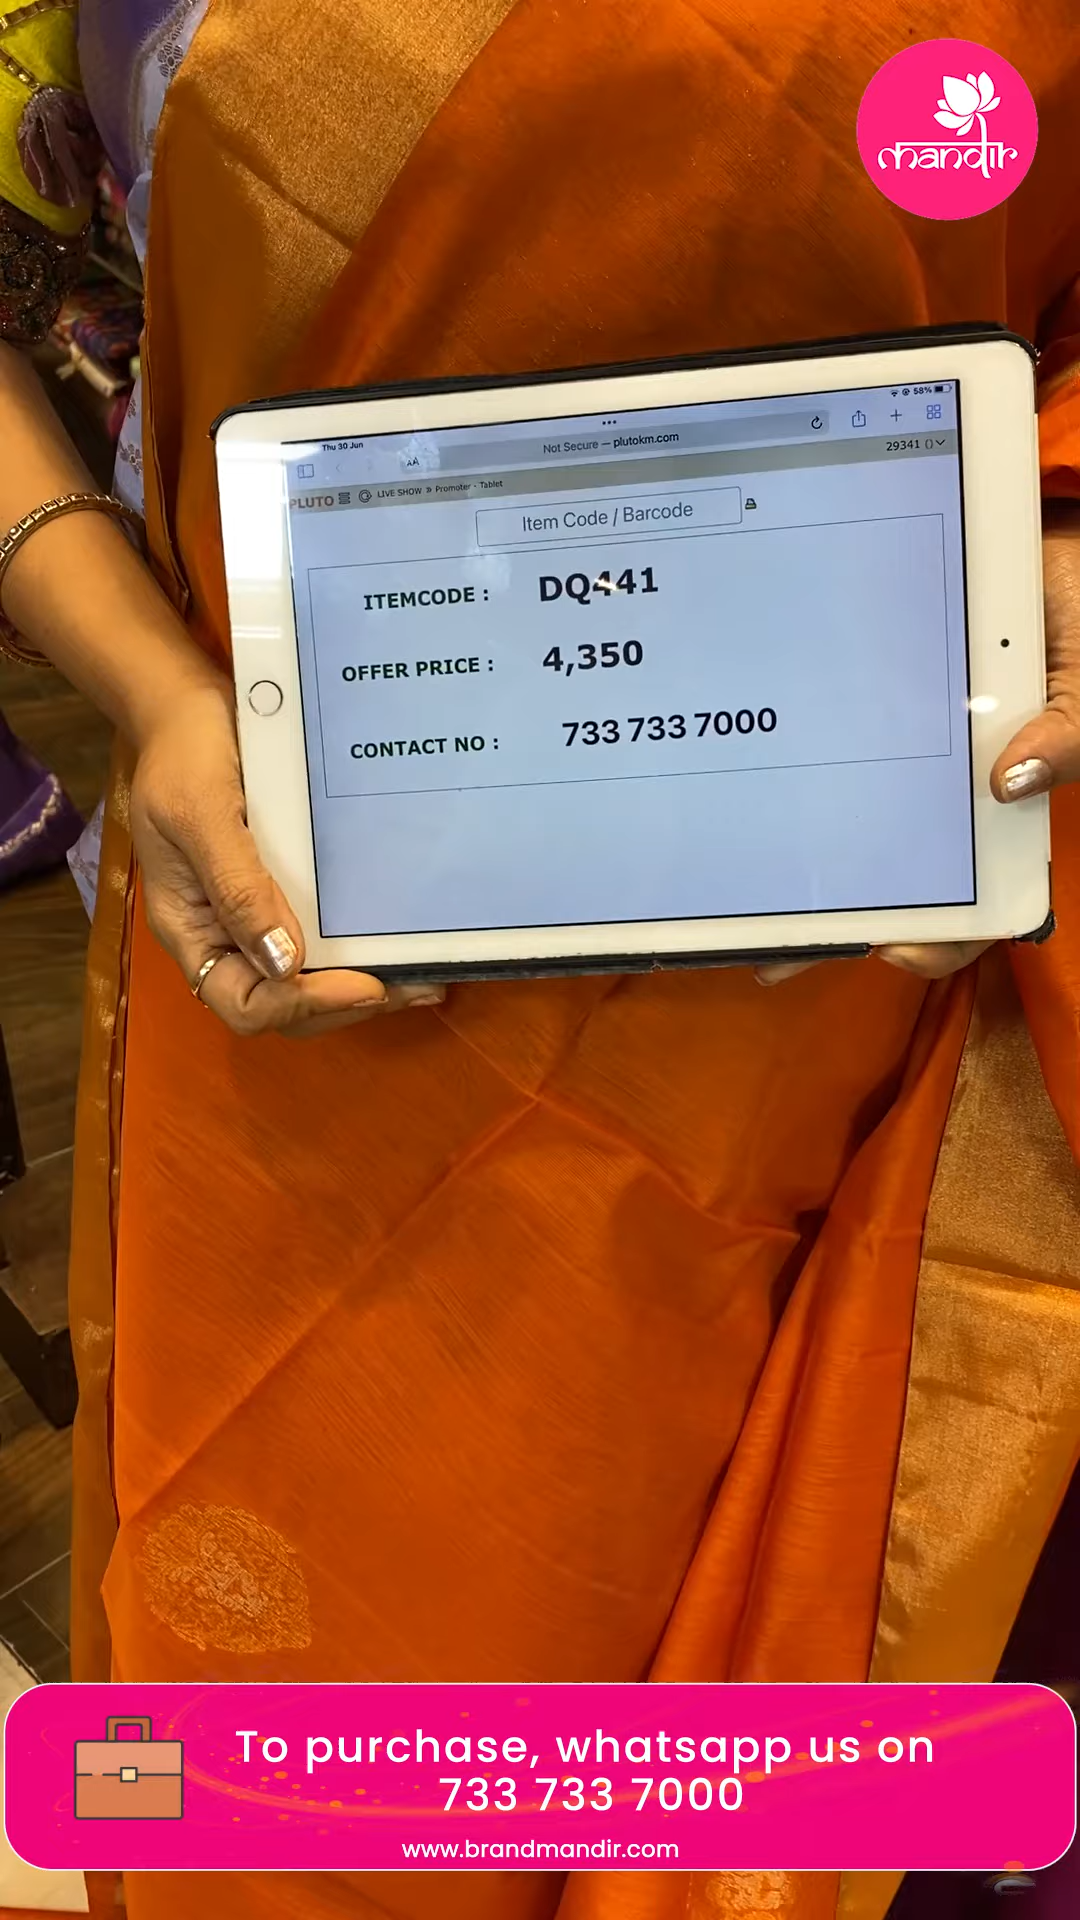 mandir
Thu 30 Jun
58%
AA
Not Secure — plutokm.com
29341 ()
PLUTO
LIVE SHOW » Promoter - Tablet
Item Code / Barcode
ITEMCODE : DQ441
OFFER PRICE : 4,350
CONTACT NO : 733 733 7000
To purchase, whatsapp us on
733 733 7000
www.brandmandir.com